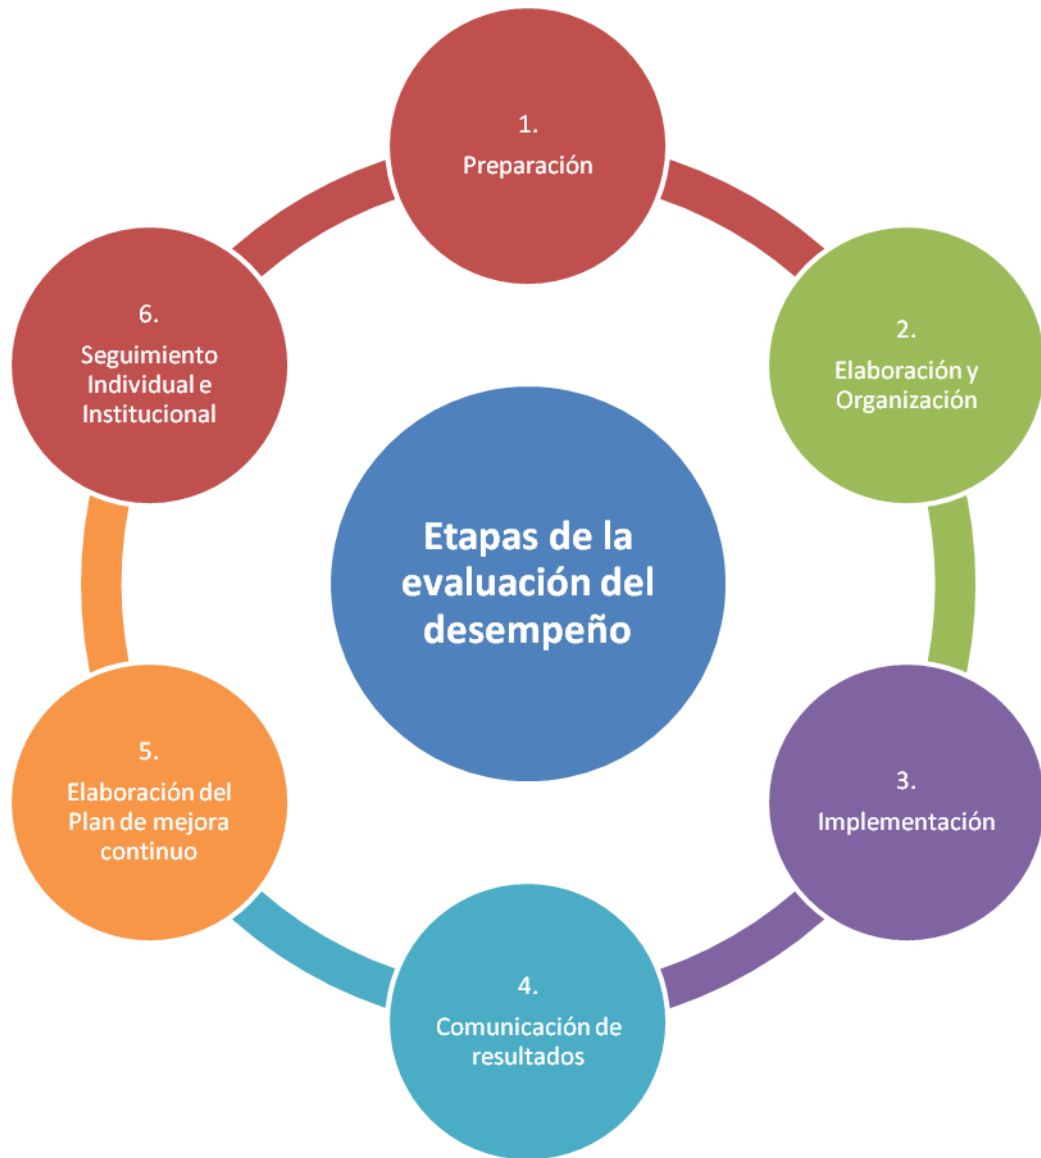 1.
Preparación
2.
Elaboración y
Organización
3.
Implementación
4.
Comunicación de
resultados
5.
Elaboración del
Plan de mejora
continuo
6.
Seguimiento
Individual e
Institucional
Etapas de la
evaluación del
desempeño